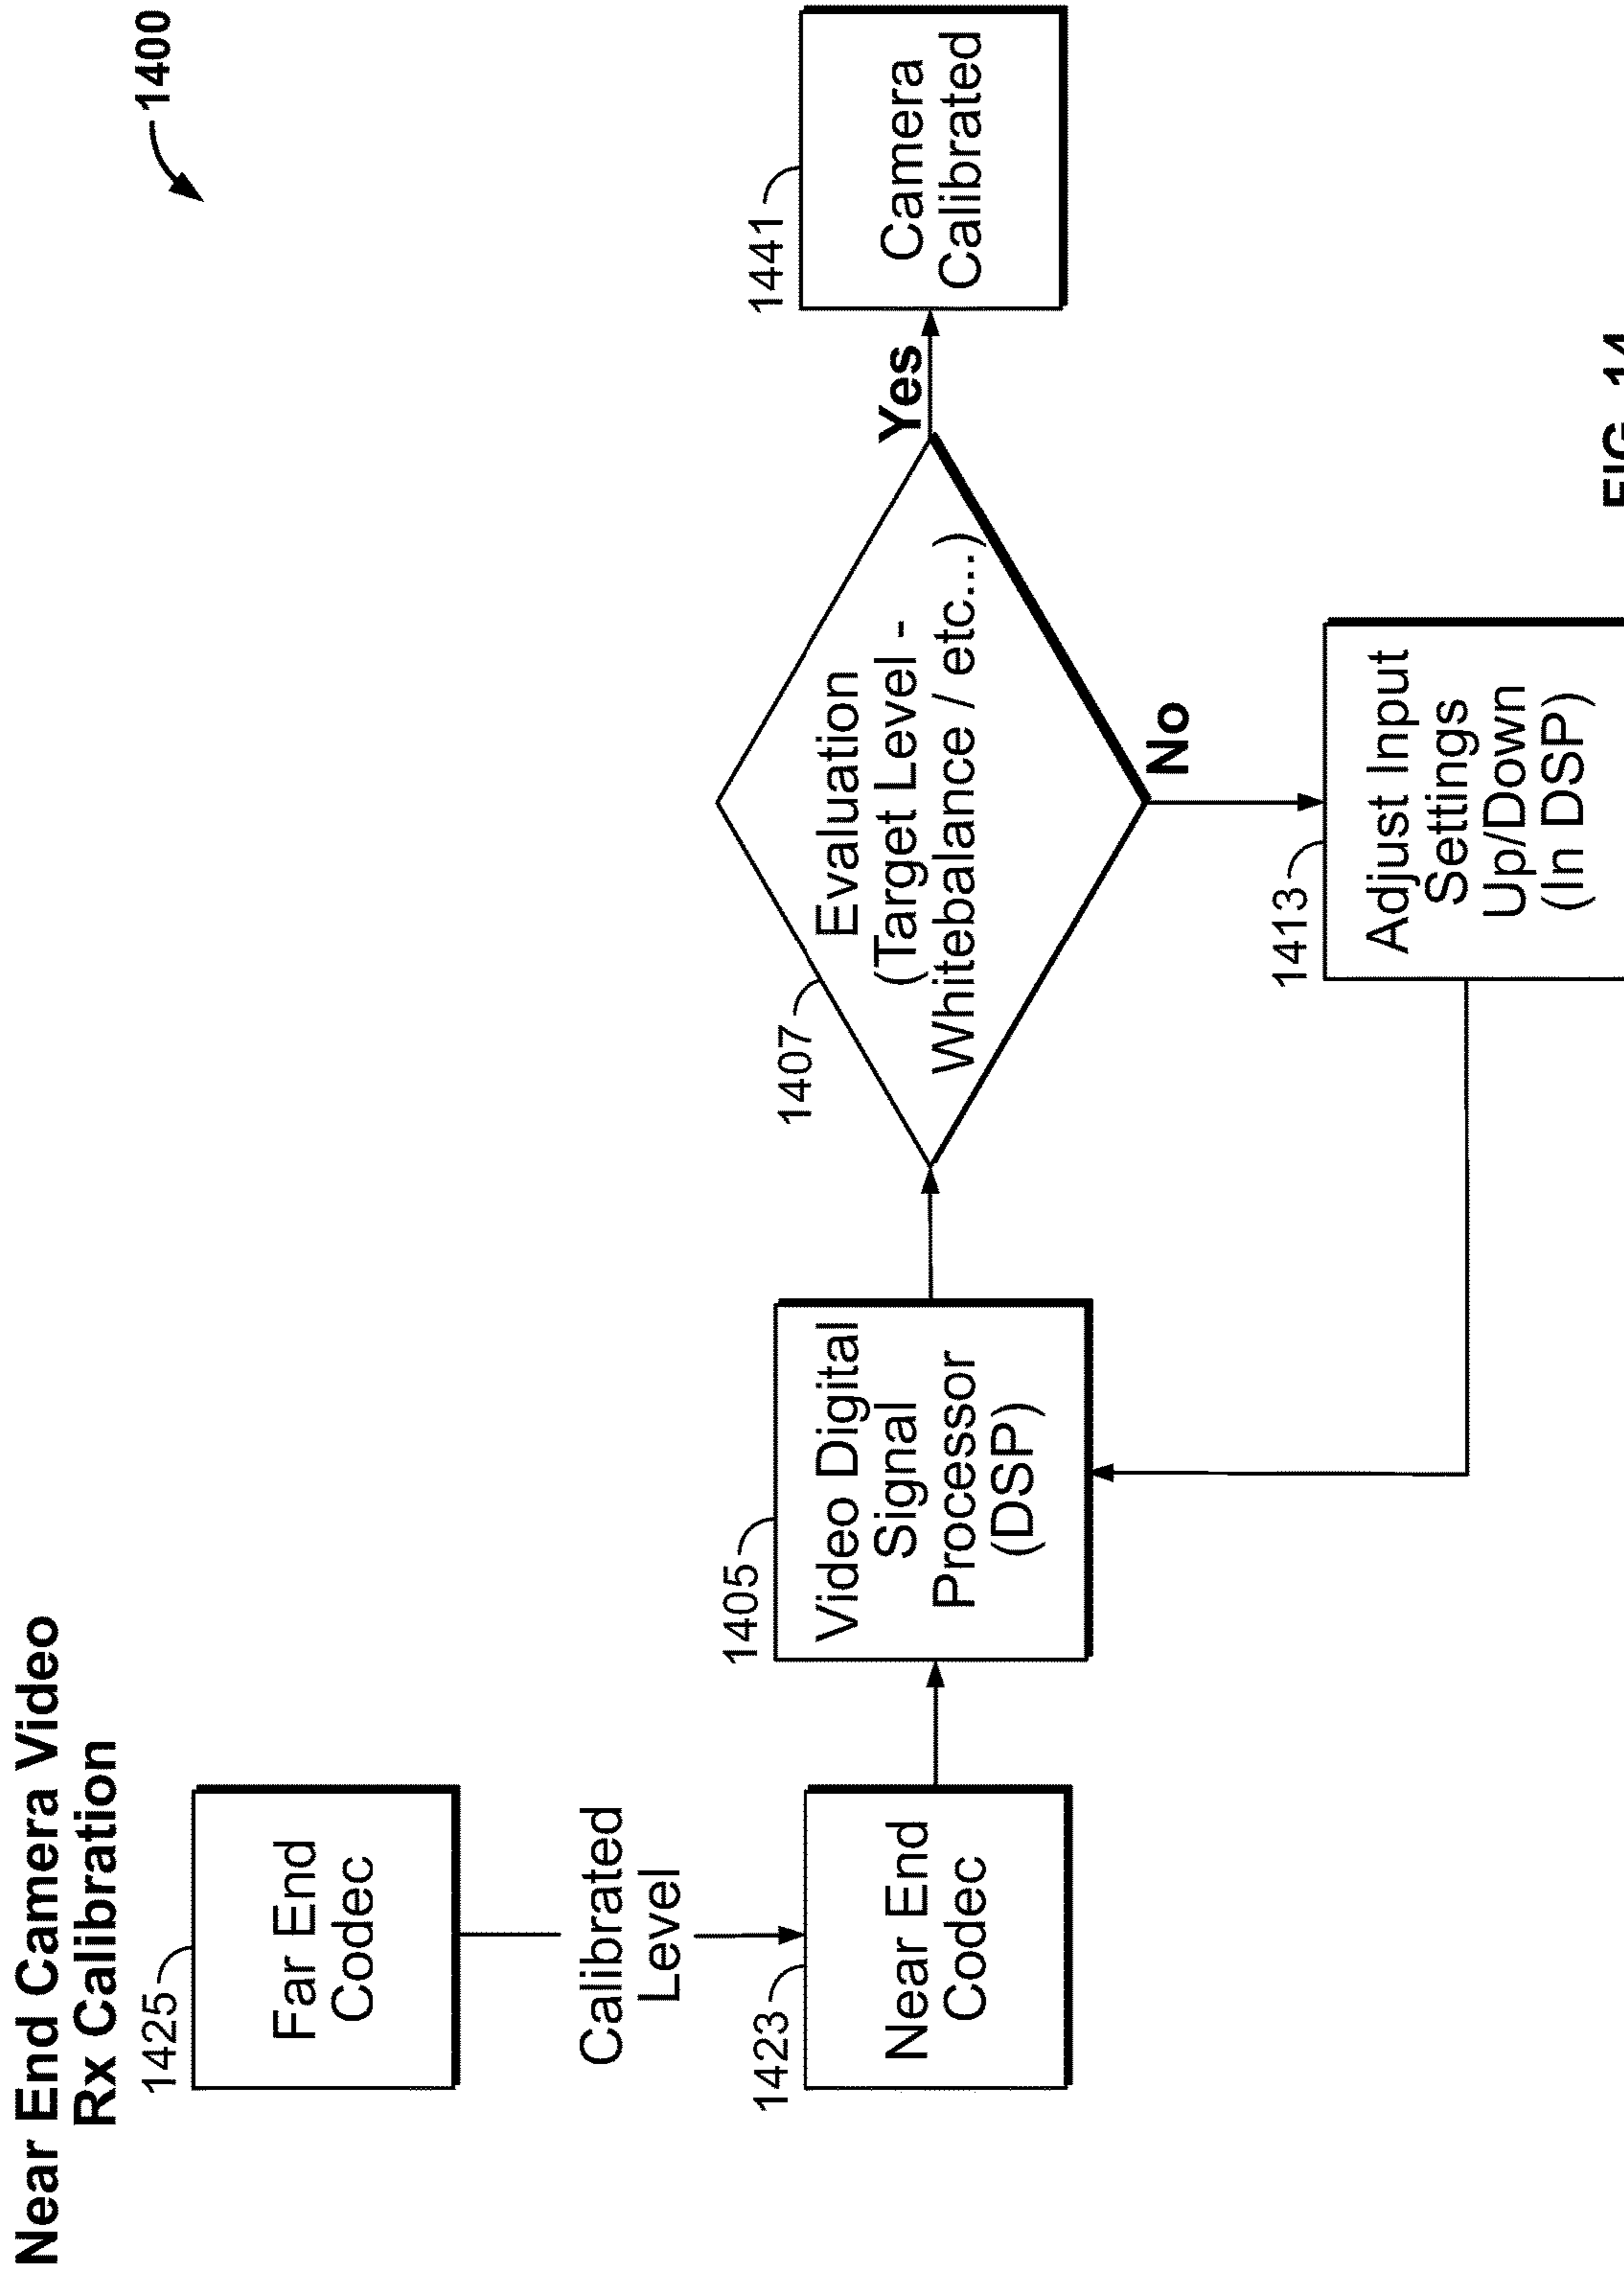 Near End Camera Video
Rx Calibration
1400
1425
Far End
Codec
Calibrated
Level
1423
Near End
Codec
1405
Video Digital
Signal
Processor
(DSP)
1407
Evaluation
(Target Level -
Whitebalance / etc...)
Yes
1441
Camera
Calibrated
No
1413
Adjust Input
Settings
Up/Down
(In DSP)
FIG. 14